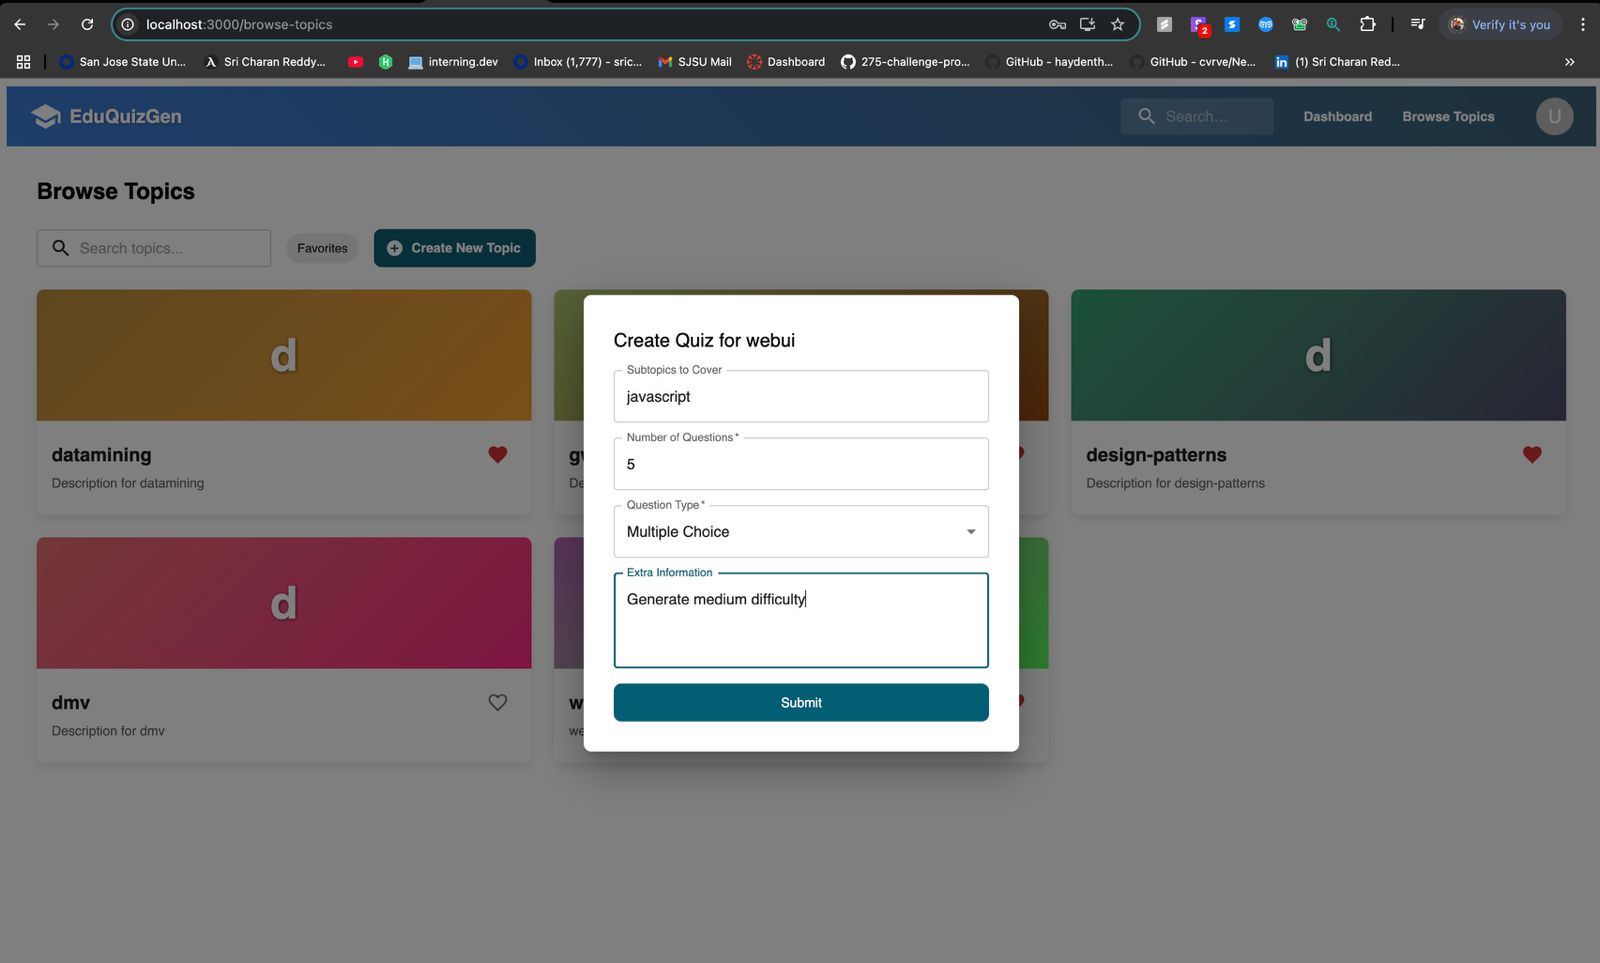 localhost:3000/browse-topics
2
Verify it's you
San Jose State Un...
Sri Charan Reddy...
interning.dev
Inbox (1,777) - sric...
SJSU Mail
Dashboard
275-challenge-pro...
GitHub - haydenth...
GitHub - cvrve/Ne...
(1) Sri Charan Red...
EduQuizGen
Search...
Dashboard
Browse Topics
U
Browse Topics
Search topics...
Favorites
Create New Topic
d
d
datamining
Description for datamining
design-patterns
Description for design-patterns
Create Quiz for webui
Subtopics to Cover
javascript
Number of Questions *
5
Question Type *
Multiple Choice
Extra Information
Generate medium difficulty
Submit
d
dmv
Description for dmv